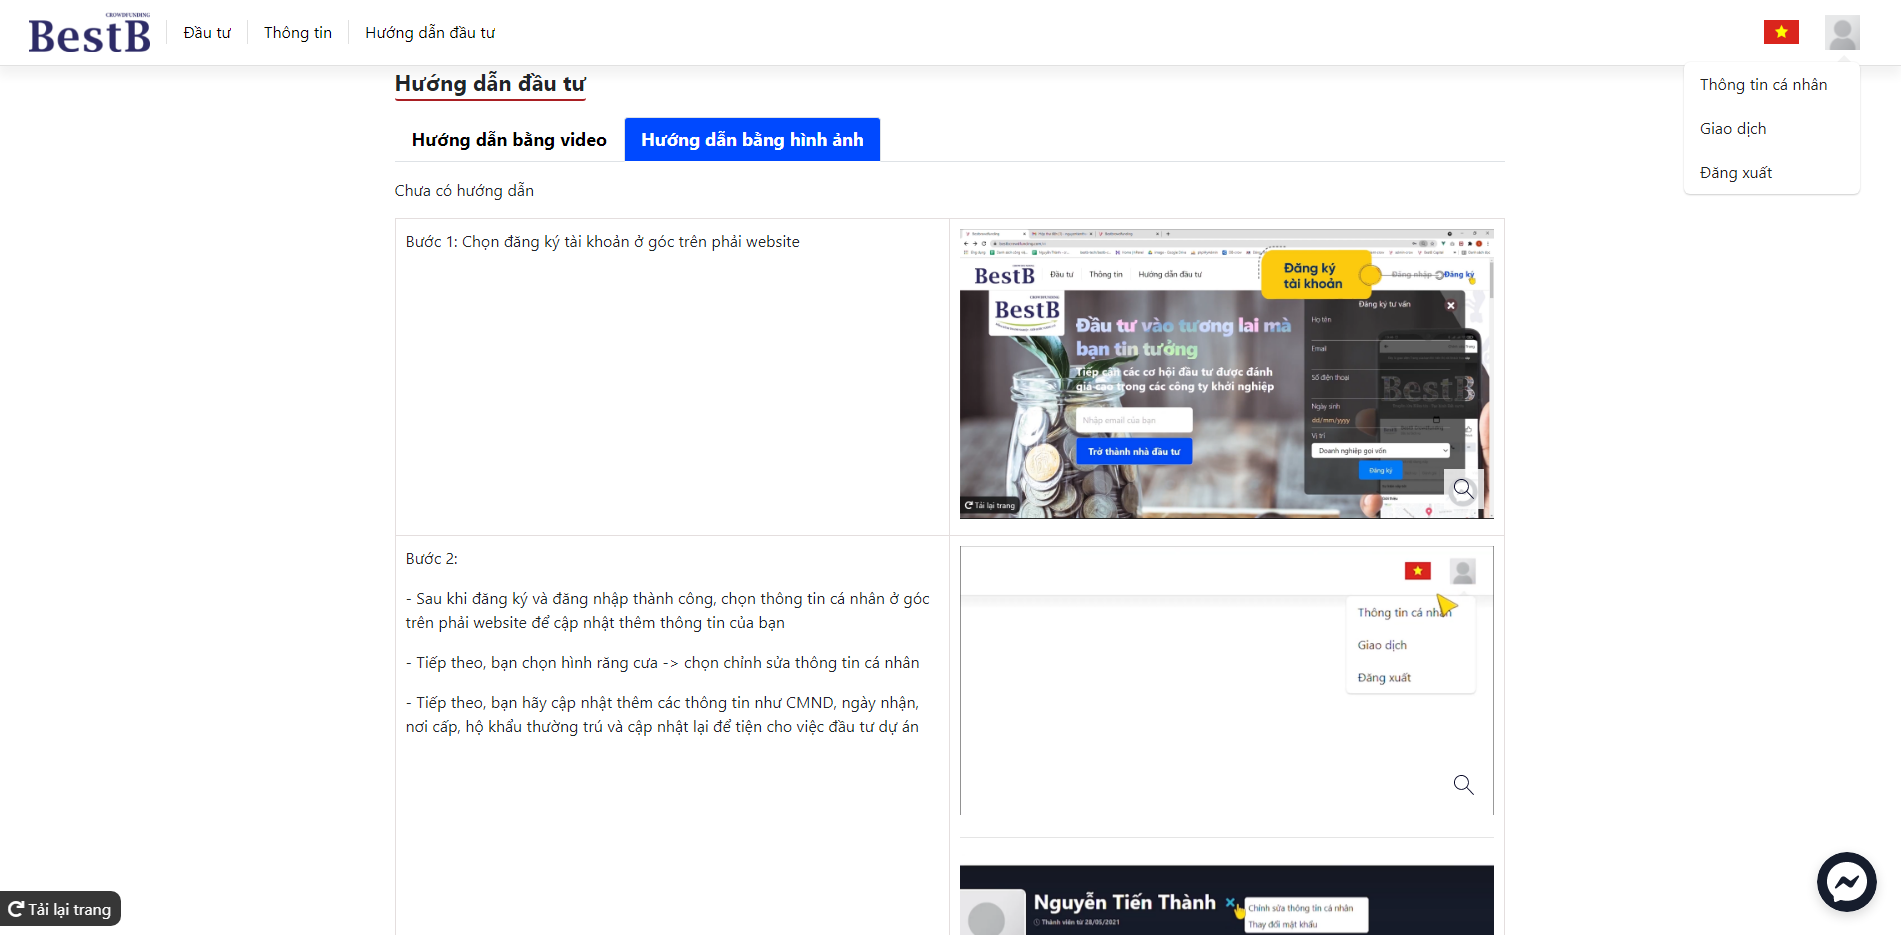 CROWDFUNDING
BestB
Đầu tư
Thông tin
Hướng dẫn đầu tư
Thông tin cá nhân
Giao dịch
Đăng xuất
Hướng dẫn đầu tư
Hướng dẫn bằng video
Hướng dẫn bằng hình ảnh
Chưa có hướng dẫn
Bước 1: Chọn đăng ký tài khoản ở góc trên phải website
BestB
Đầu tư
Thông tin
Hướng dẫn đầu tư
Đăng ký
tài khoản
Đăng nhập
Đăng ký
CROWDFUNDING
BestB
Đầu tư vào tương lai mà
bạn tin tưởng
Tiếp cận các cơ hội đầu tư được đánh
giá cao trong các công ty khởi nghiệp
Nhập email của bạn
Trở thành nhà đầu tư
Đăng ký tư vấn
Họ tên
Email
Số điện thoại
Ngày sinh
dd/mm/yyyy
Vị trí
Doanh nghiệp gọi vốn
Đăng ký
BestB
Tải lại trang
Bước 2:
- Sau khi đăng ký và đăng nhập thành công, chọn thông tin cá nhân ở góc
trên phải website để cập nhật thêm thông tin của bạn
- Tiếp theo, bạn chọn hình răng cưa -> chọn chỉnh sửa thông tin cá nhân
- Tiếp theo, bạn hãy cập nhật thêm các thông tin như CMND, ngày nhận,
nơi cấp, hộ khẩu thường trú và cập nhật lại để tiện cho việc đầu tư dự án
Thông tin cá nhân
Giao dịch
Đăng xuất
Nguyễn Tiến Thành
Thành viên từ 28/05/2021
Chỉnh sửa thông tin cá nhân
Thay đổi mật khẩu
Tải lại trang